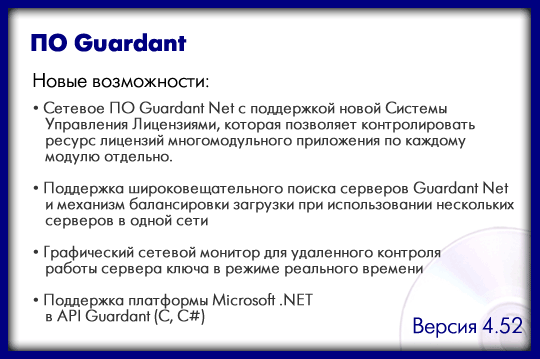 ПО Guardant
Новые возможности:
• Сетевое ПО Guardant Net с поддержкой новой Системы
Управления Лицензиями, которая позволяет контролировать
ресурс лицензий многомодульного приложения по каждому
модулю отдельно.
• Поддержка широковещательного поиска серверов Guardant Net
и механизм балансировки загрузки при использовании нескольких
серверов в одной сети
• Графический сетевой монитор для удаленного контроля
работы сервера ключа в режиме реального времени
• Поддержка платформы Microsoft .NET
в API Guardant (C, C#)
Версия 4.52